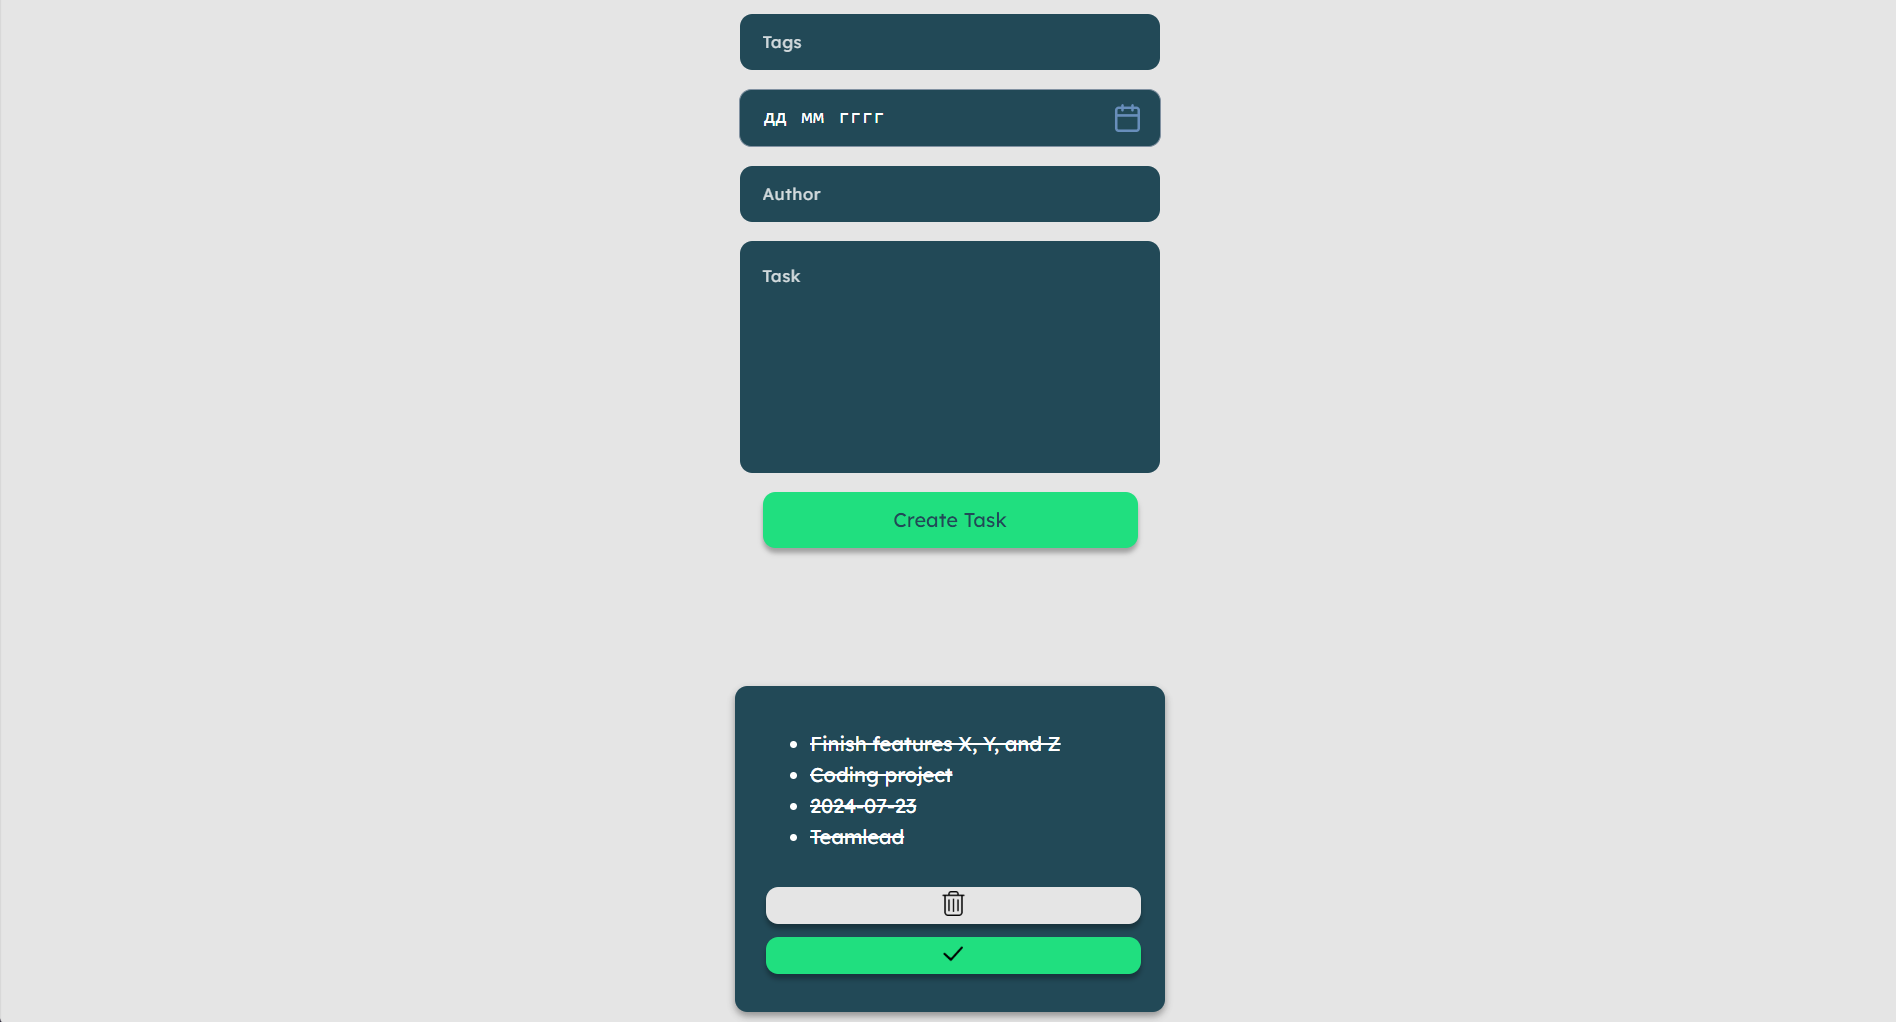 Tags
ДД ММ ГГГГ
Author
Task
Create Task
Finish features X, Y, and Z
Coding project
2024-07-23
Teamlead